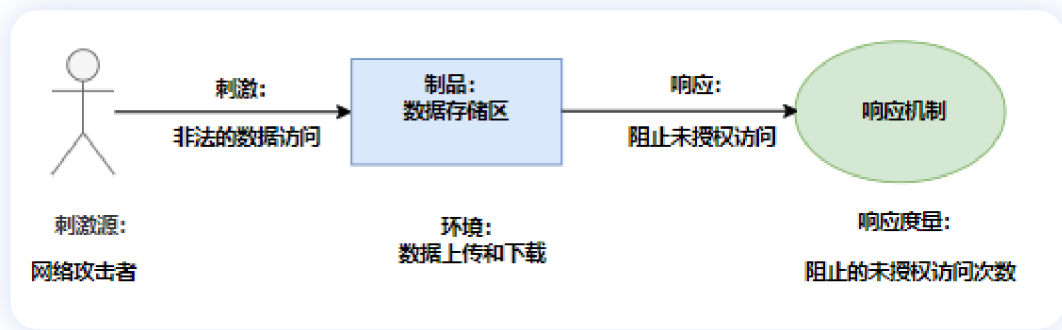 刺激：
非法的数据访问
制品：
数据存储区
响应：
阻止未授权访问
响应机制
刺激源：
网络攻击者
环境：
数据上传和下载
响应度量：
阻止的未授权访问次数